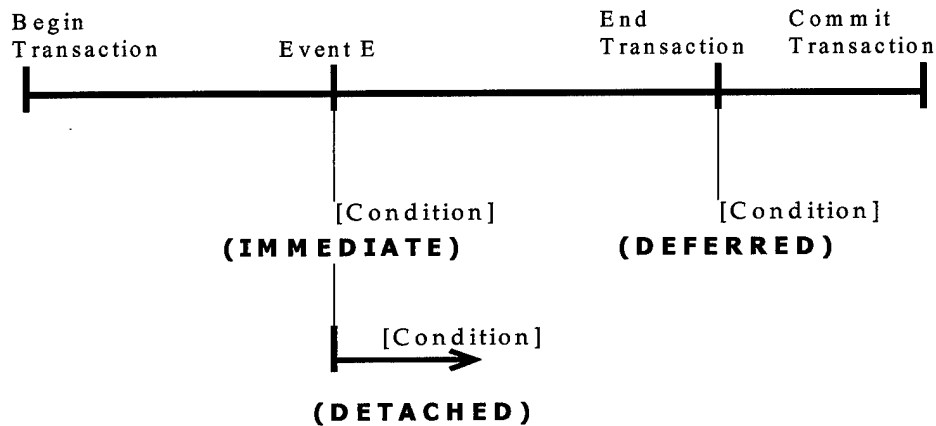 Begin
Transaction
Event E
End
Transaction
Commit
Transaction
[Condition]
(IMMEDIATE)
[Condition]
(DEFERRED)
[Condition]
(DETACHED)